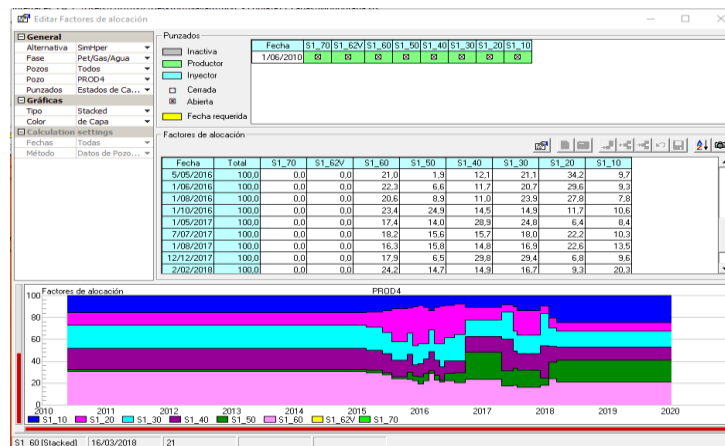 Editar Factores de alocación
General
Alternativa SimHper
Fase Pet/Gas/Agua
Pozos Todos
Pozo PROD4
Punzados Estados de Ca...
Gráficas
Tipo Stacked
Color de Capa
Calculation settings
Fechas Todas
Método Datos de Pozo...
Punzados
Inactiva
Productor
Inyector
Cerrada
Abierta
Fecha requerida
Fecha S1_70 S1_62V S1_60 S1_50 S1_40 S1_30 S1_20 S1_10
1/06/2010
Factores de alocación
Fecha Total S1_70 S1_62V S1_60 S1_50 S1_40 S1_30 S1_20 S1_10
5/05/2016 100,0 0,0 0,0 21,0 1,9 12,1 21,1 34,2 9,7
1/06/2016 100,0 0,0 0,0 22,3 6,6 11,7 20,7 29,6 9,3
1/08/2016 100,0 0,0 0,0 20,6 8,9 11,0 23,9 27,8 7,8
1/10/2016 100,0 0,0 0,0 23,4 24,9 14,5 14,9 11,7 10,6
1/05/2017 100,0 0,0 0,0 17,4 14,0 28,9 24,8 6,4 8,4
7/07/2017 100,0 0,0 0,0 18,2 15,6 15,7 18,0 22,2 10,3
1/08/2017 100,0 0,0 0,0 16,3 15,8 14,8 16,9 22,6 13,5
12/12/2017 100,0 0,0 0,0 17,9 6,5 29,8 29,4 6,8 9,6
2/02/2018 100,0 0,0 0,0 24,2 14,7 14,9 16,7 9,3 20,3
Factores de alocación PROD4
100
80
60
40
20
0
2010 2011 2012 2013 2014 2015 2016 2017 2018 2019 2020
S1_10 S1_20 S1_30 S1_40 S1_50 S1_60 S1_62V S1_70
S1_60 [Stacked] 16/03/2018 21